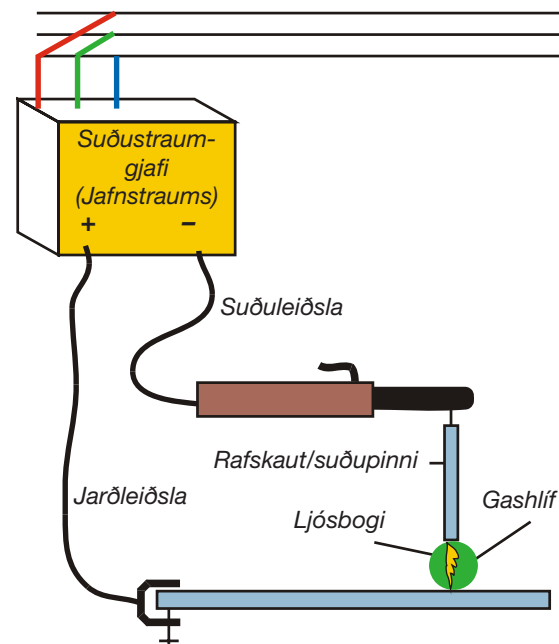 Suðustraum-
gjafi
(Jafnstraums)
+ −
Suðuleiðsla
Rafskaut/suðupinni
Jarðleiðsla
Gashlíf
Ljósbogi